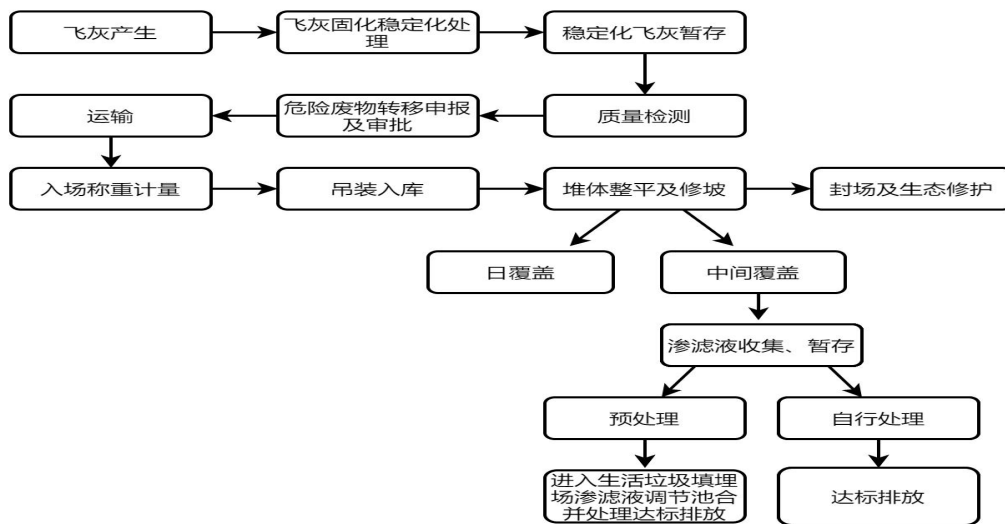 飞灰产生
飞灰固化稳定化处
理
稳定化飞灰暂存
运输
危险废物转移申报
及审批
质量检测
入场称重计量
吊装入库
堆体整平及修坡
封场及生态修护
日覆盖
中间覆盖
渗滤液收集、暂存
预处理
自行处理
进入生活垃圾填埋
场渗滤液调节池合
并处理达标排放
达标排放